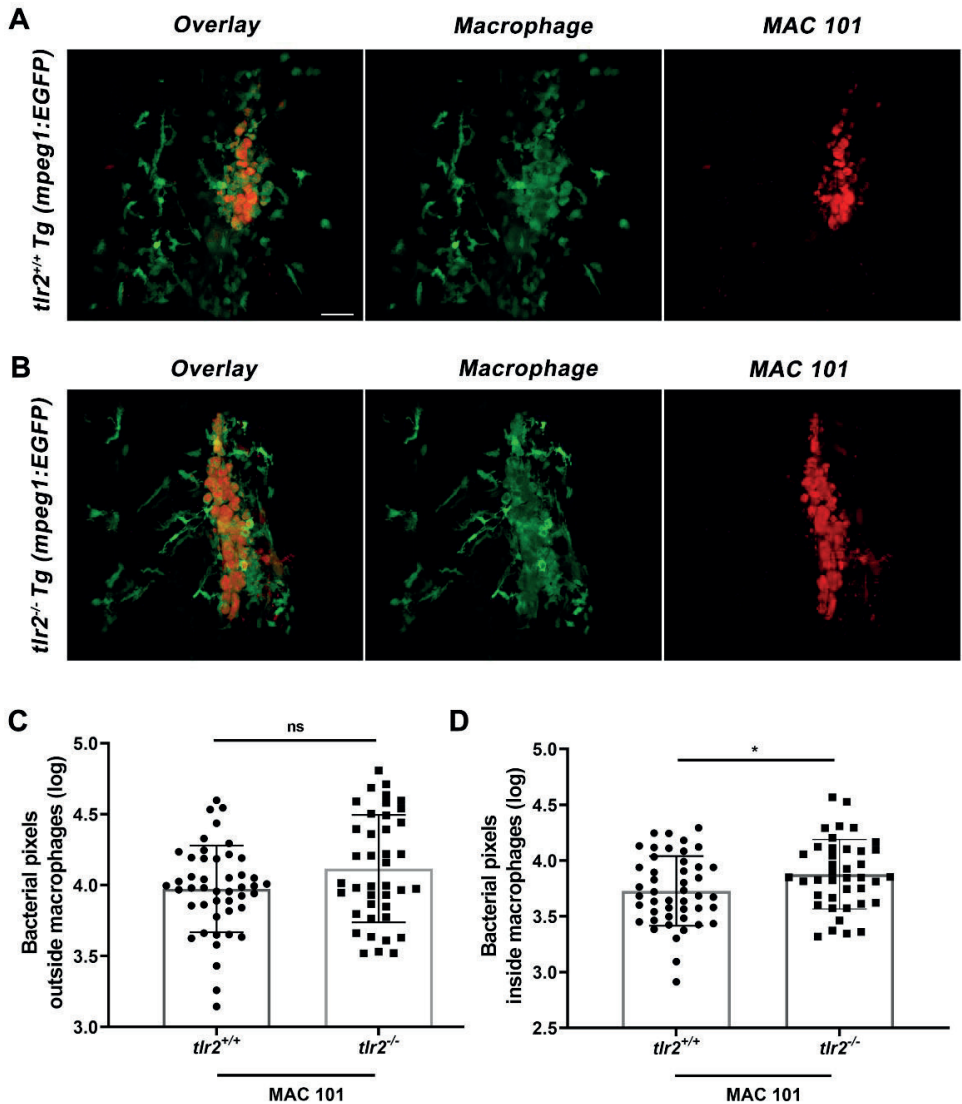 A
Overlay Macrophage MAC 101
tlr2+/+ Tg (mpeg1:EGFP)
B
Overlay Macrophage MAC 101
tlr2-/- Tg (mpeg1:EGFP)
C
Bacterial pixels
outside macrophages (log)
5.0
4.5
4.0
3.5
3.0
ns
tlr2+/+ tlr2-/-
MAC 101
D
Bacterial pixels
inside macrophages (log)
5.0
4.5
4.0
3.5
3.0
2.5
*
tlr2+/+ tlr2-/-
MAC 101